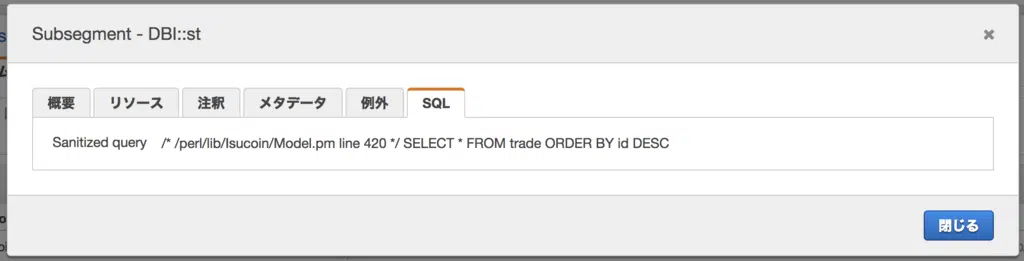 Subsegment - DBI::st
×
概要 リソース 注釈 メタデータ 例外 SQL
Sanitized query /* /perl/lib/Isucoin/Model.pm line 420 */ SELECT * FROM trade ORDER BY id DESC
閉じる